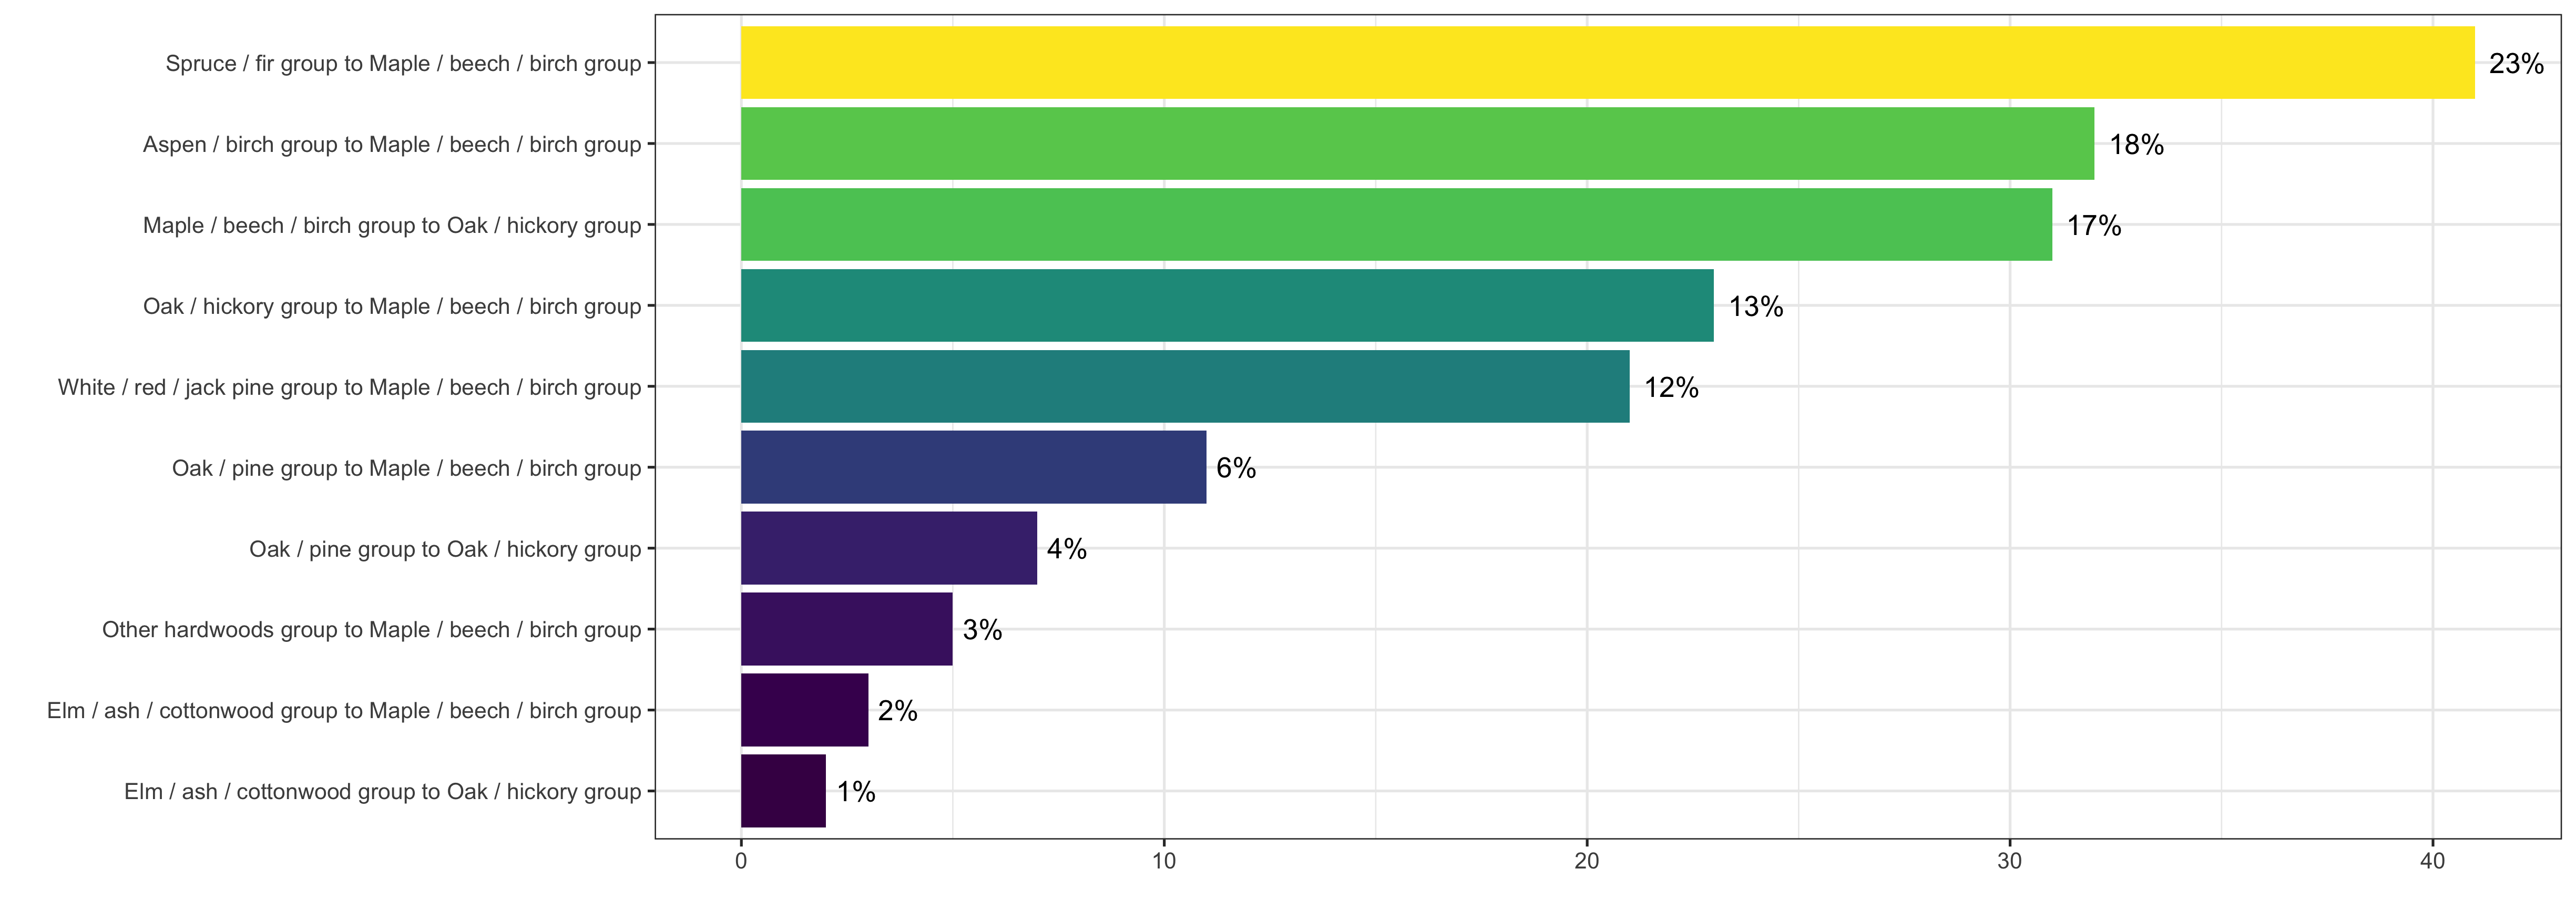 Spruce / fir group to Maple / beech / birch group 23%
Aspen / birch group to Maple / beech / birch group 18%
Maple / beech / birch group to Oak / hickory group 17%
Oak / hickory group to Maple / beech / birch group 13%
White / red / jack pine group to Maple / beech / birch group 12%
Oak / pine group to Maple / beech / birch group 6%
Oak / pine group to Oak / hickory group 4%
Other hardwoods group to Maple / beech / birch group 3%
Elm / ash / cottonwood group to Maple / beech / birch group 2%
Elm / ash / cottonwood group to Oak / hickory group 1%
0 10 20 30 40